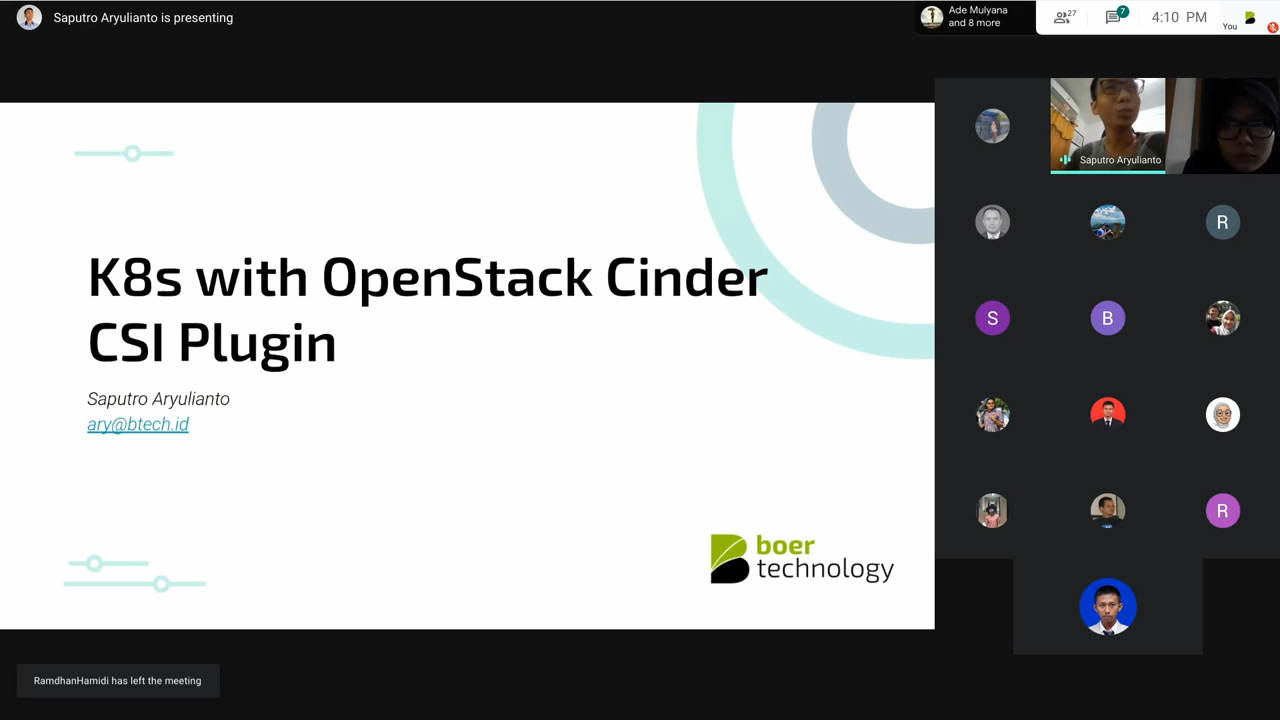 Saputro Aryulianto is presenting
Ade Mulyana
and 8 more
27
7
4:10 PM
You
Saputro Aryulianto
R
S
B
R
K8s with OpenStack Cinder
CSI Plugin
Saputro Aryulianto
ary@btech.id
boer
technology
RamdhanHamidi has left the meeting